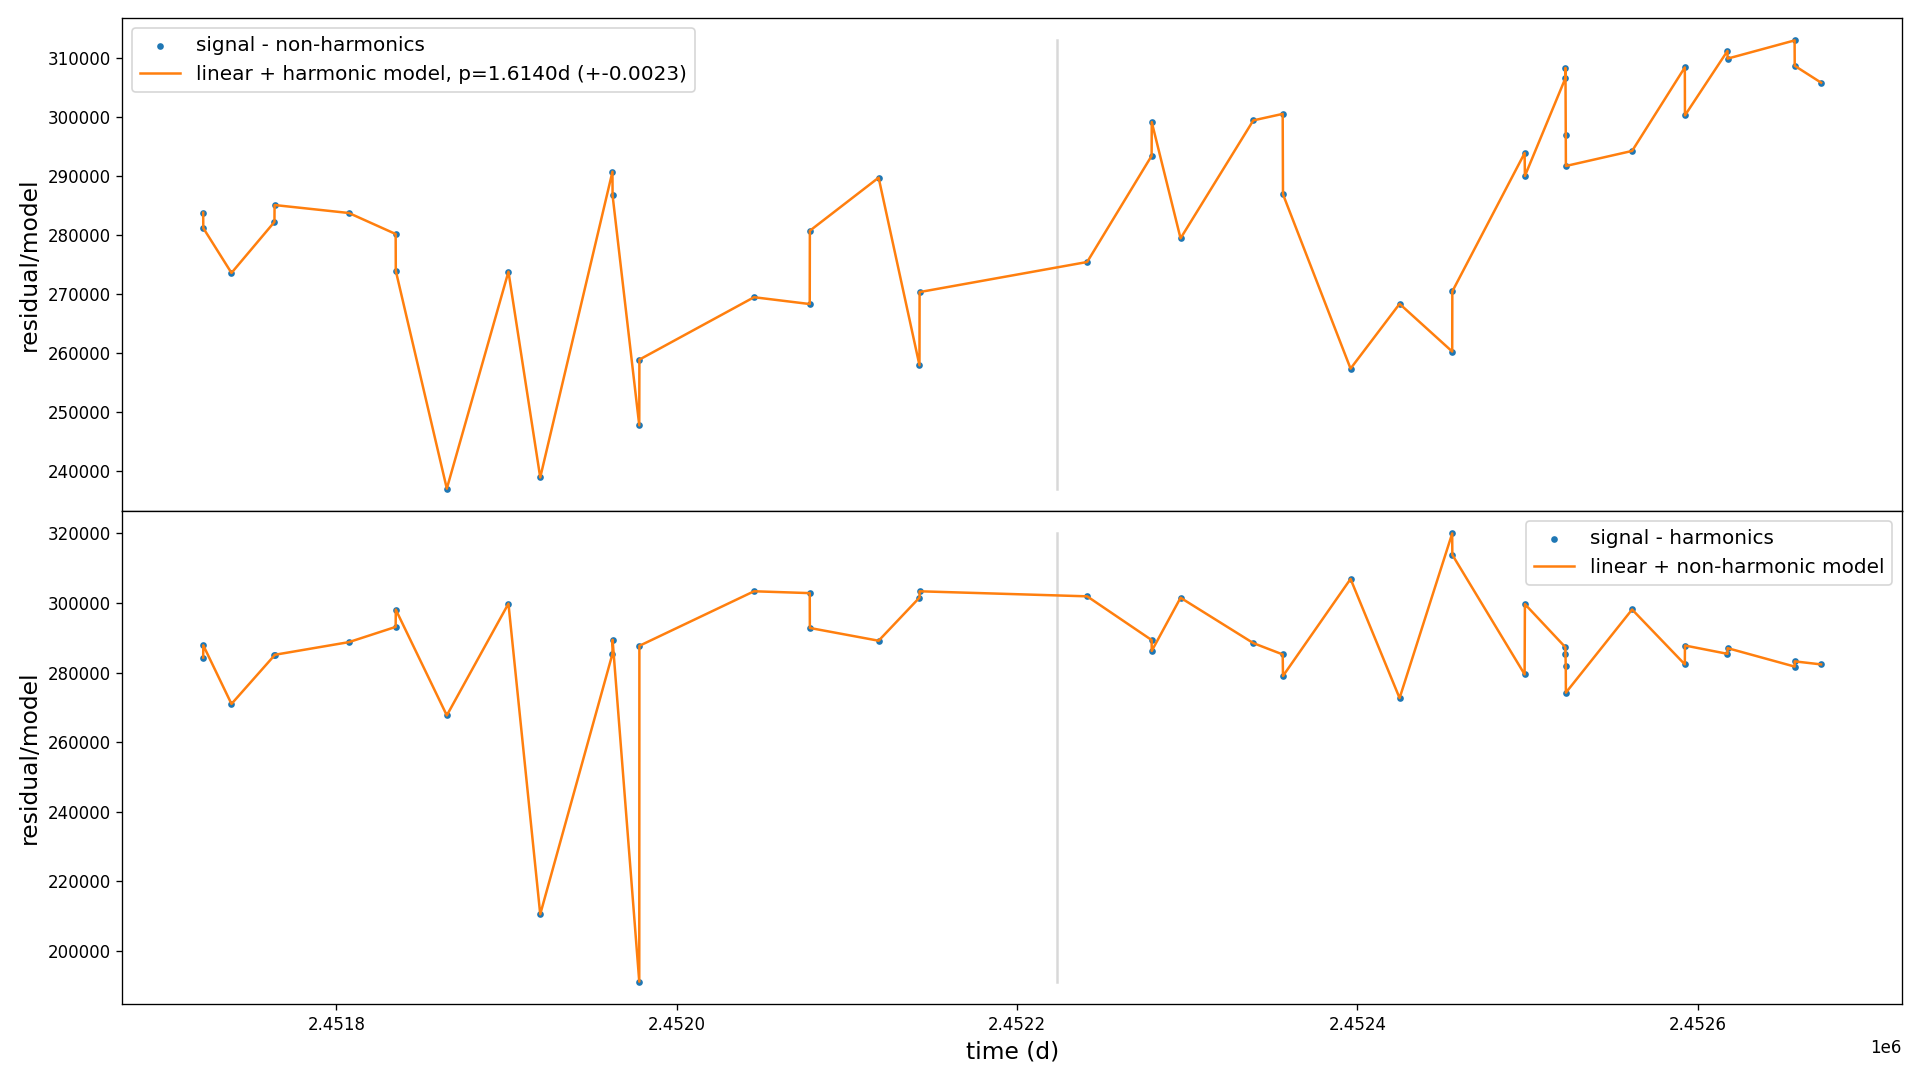 signal - non-harmonics
linear + harmonic model, p=1.6140d (+-0.0023)
310000
300000
290000
280000
270000
260000
250000
240000
residual/model
signal - harmonics
linear + non-harmonic model
320000
300000
280000
260000
240000
220000
200000
residual/model
2.4518 2.4520 2.4522 2.4524 2.4526
time (d)
1e6